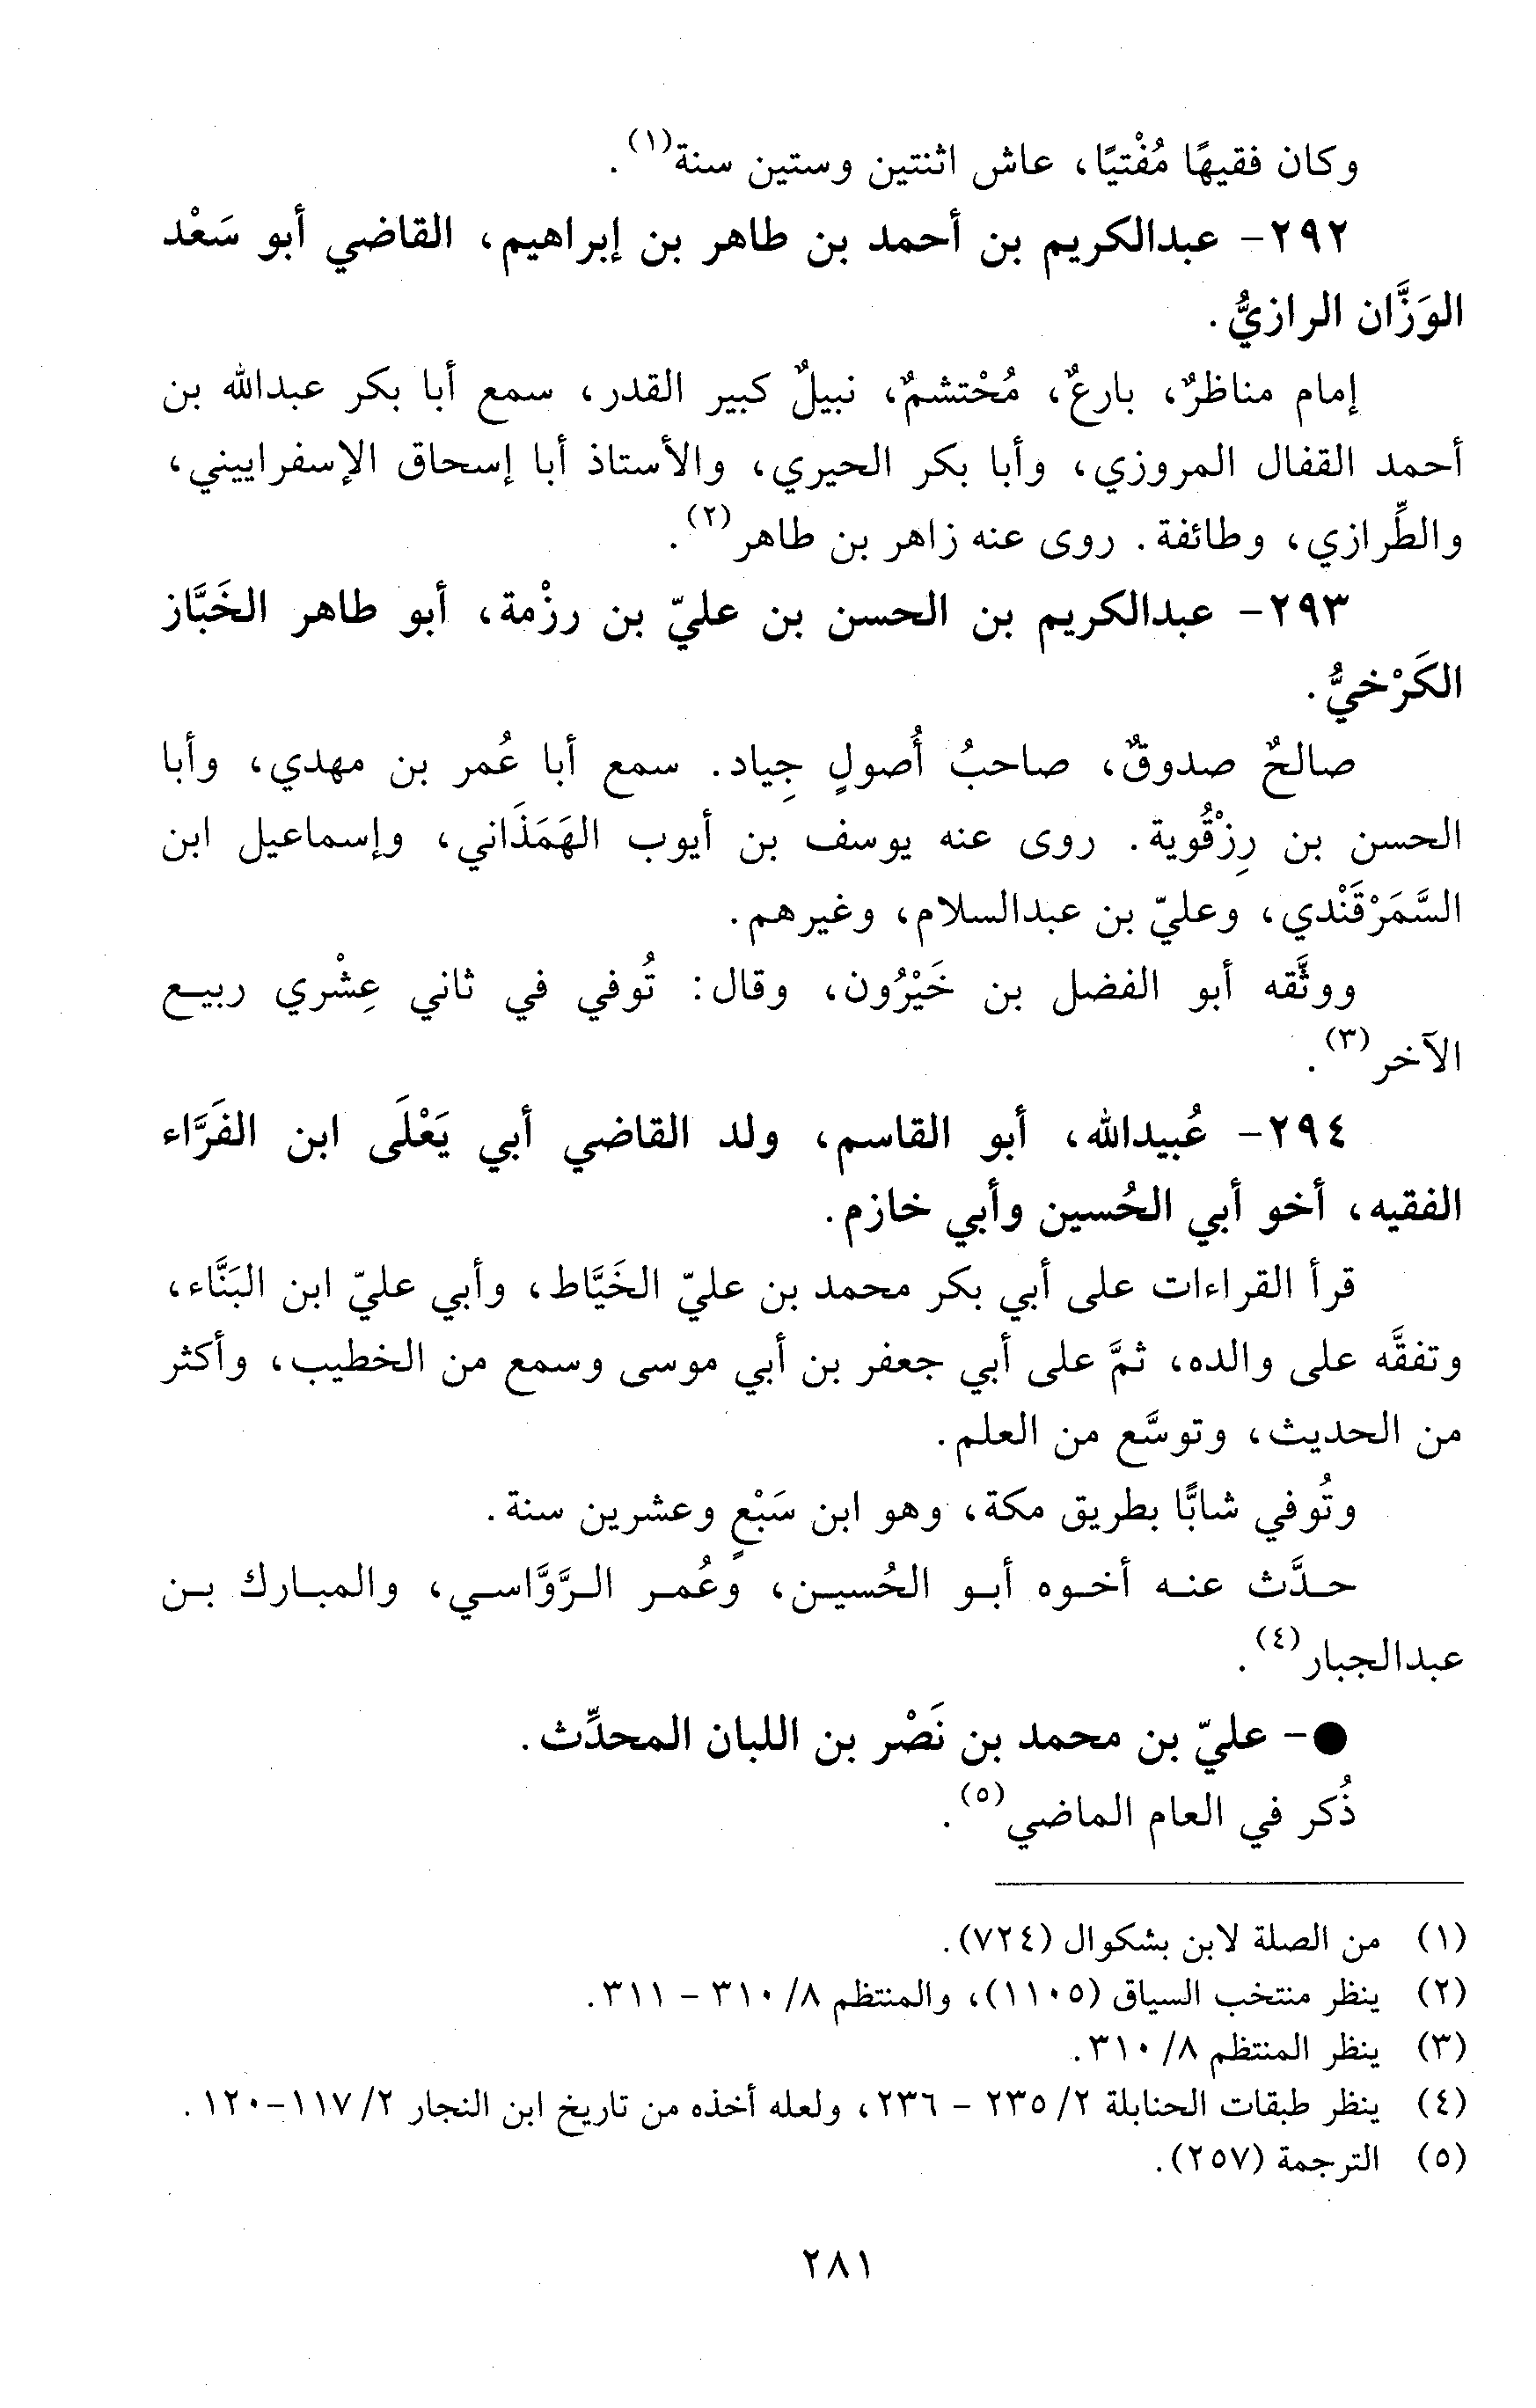 وكان فقيهًا مُفْتيًا، عاش اثنتين وستين سنة(١).
٢٩٢- عبدالكريم بن أحمد بن طاهر بن إبراهيم، القاضي أبو سَعْد
الوَزَّان الرازيُّ.
إمام مناظرٌ، بارعٌ، مُحْتشمٌ، نبيلٌ كبير القدر، سمع أبا بكر عبدالله بن
أحمد القفال المروزي، وأبا بكر الحيري، والأستاذ أبا إسحاق الإسفراييني،
والطِّرازي، وطائفة. روى عنه زاهر بن طاهر(٢).
٢٩٣- عبدالكريم بن الحسن بن عليّ بن رزْمة، أبو طاهر الخَبَّاز
الكَرْخيُّ.
صالحٌ صدوقٌ، صاحبُ أُصولٍ جِياد. سمع أبا عُمر بن مهدي، وأبا
الحسن بن رِزْقُوية. روى عنه يوسف بن أيوب الهَمَذَاني، وإسماعيل ابن
السَّمَرْقَنْدي، وعليّ بن عبدالسلام، وغيرهم.
ووثَّقه أبو الفضل بن خَيْرُون، وقال: تُوفي في ثاني عِشْري ربيع
الآخر(٣).
٢٩٤- عُبيدالله، أبو القاسم، ولد القاضي أبي يَعْلَى ابن الفَرَّاء
الفقيه، أخو أبي الحُسين وأبي خازم.
قرأ القراءات على أبي بكر محمد بن عليّ الخَيَّاط، وأبي عليّ ابن البَنَّاء،
وتفقَّه على والده، ثمَّ على أبي جعفر بن أبي موسى وسمع من الخطيب، وأكثر
من الحديث، وتوسَّع من العلم.
وتُوفي شابًّا بطريق مكة، وهو ابن سَبْعٍ وعشرين سنة.
حدَّث عنه أخوه أبو الحُسين، وعُمر الرَّوَّاسي، والمبارك بن
عبدالجبار(٤).
●- عليّ بن محمد بن نَصْر بن اللبان المحدِّث.
ذُكر في العام الماضي(٥).
(١) من الصلة لابن بشكوال (٧٢٤).
(٢) ينظر منتخب السياق (١١٠٥)، والمنتظم ٨/ ٣١٠ - ٣١١.
(٣) ينظر المنتظم ٨/ ٣١٠.
(٤) ينظر طبقات الحنابلة ٢/ ٢٣٥ - ٢٣٦، ولعله أخذه من تاريخ ابن النجار ٢/ ١١٧-١٢٠.
(٥) الترجمة (٢٥٧).
٢٨١